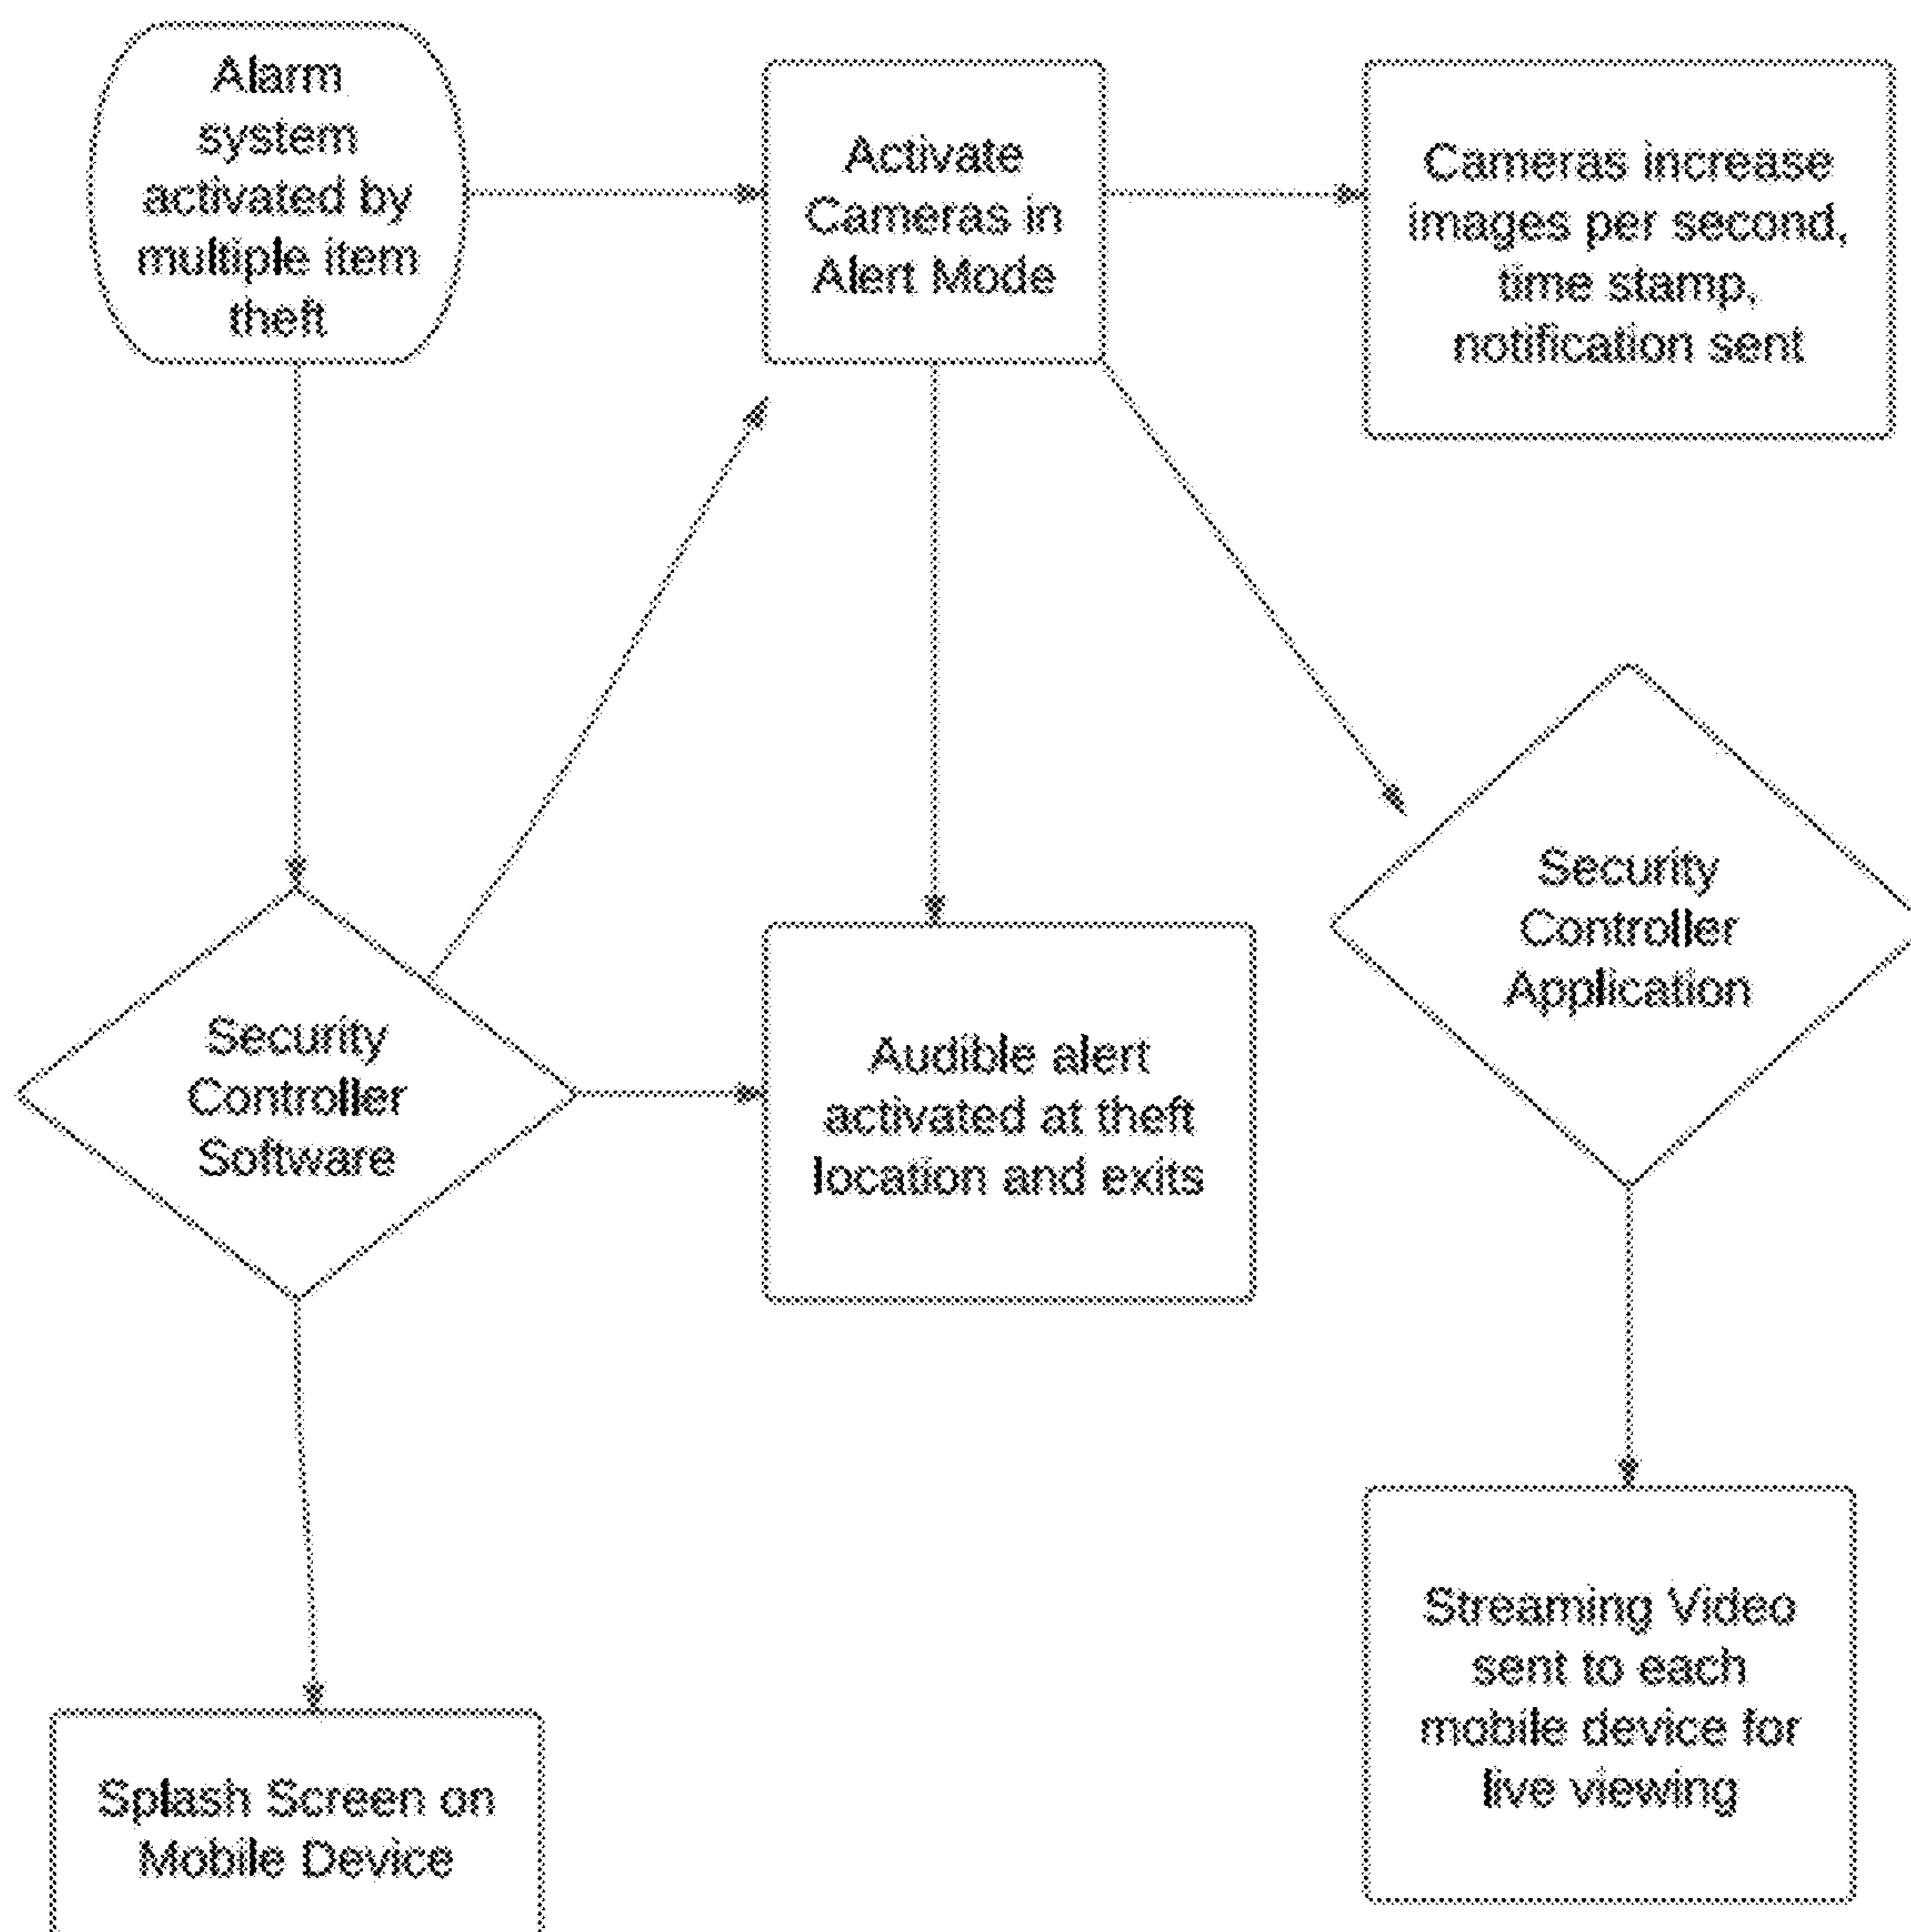 Alarm
system
activated by
multiple item
theft
Activate
Cameras in
Alert Mode
Cameras increase
images per second,
time stamp,
notification sent
Security
Controller
Software
Audible alert
activated at theft
location and exits
Security
Controller
Application
Splash Screen on
Mobile Device
Streaming Video
sent to each
mobile device for
live viewing